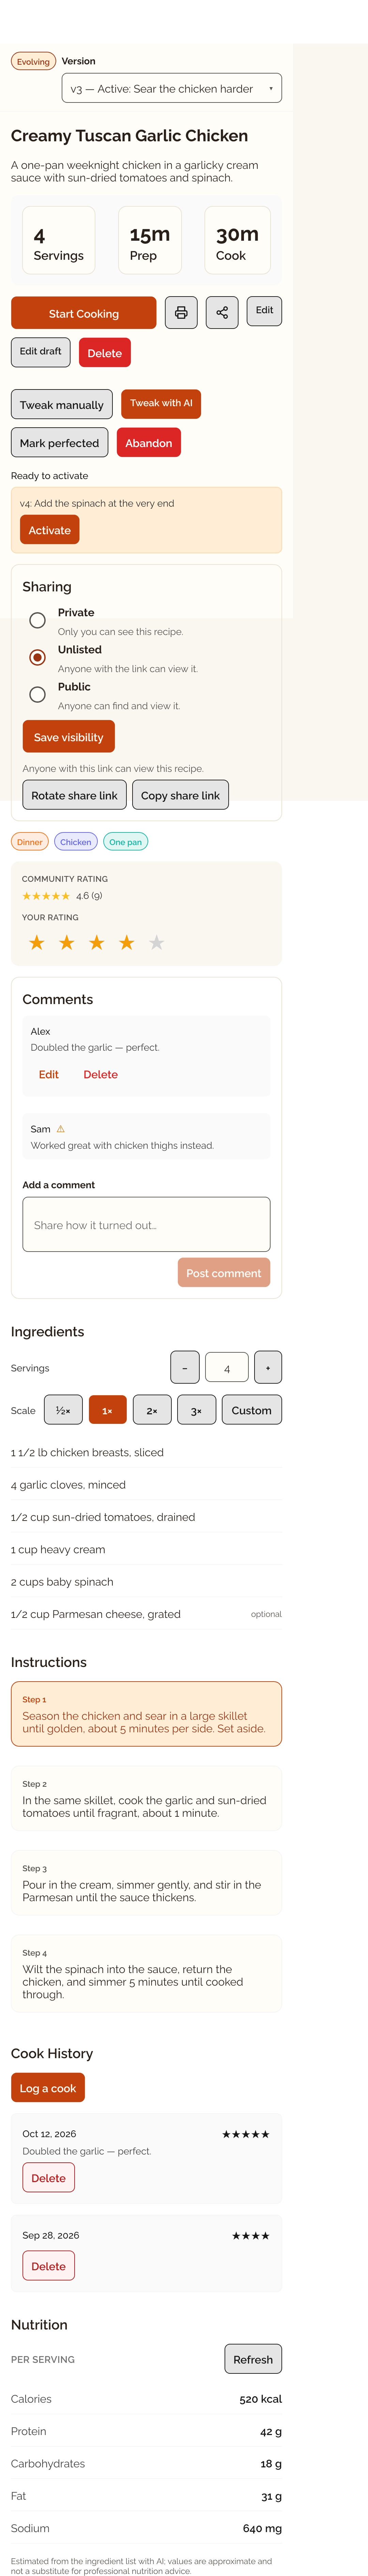 Evolving
Version
v3 — Active: Sear the chicken harder
Creamy Tuscan Garlic Chicken
A one-pan weeknight chicken in a garlicky cream
sauce with sun-dried tomatoes and spinach.
4
Servings
15m
Prep
30m
Cook
Start Cooking
Edit
Edit draft
Delete
Tweak manually
Tweak with AI
Mark perfected
Abandon
Ready to activate
v4: Add the spinach at the very end
Activate
Sharing
Private
Only you can see this recipe.
Unlisted
Anyone with the link can view it.
Public
Anyone can find and view it.
Save visibility
Anyone with this link can view this recipe.
Rotate share link
Copy share link
Dinner
Chicken
One pan
COMMUNITY RATING
★★★★★ 4.6 (9)
YOUR RATING
★ ★ ★ ★ ★
Comments
Alex
Doubled the garlic — perfect.
Edit
Delete
Sam ⚠
Worked great with chicken thighs instead.
Add a comment
Share how it turned out…
Post comment
Ingredients
Servings
−
4
+
Scale
½×
1×
2×
3×
Custom
1 1/2 lb chicken breasts, sliced
4 garlic cloves, minced
1/2 cup sun-dried tomatoes, drained
1 cup heavy cream
2 cups baby spinach
1/2 cup Parmesan cheese, grated
optional
Instructions
Step 1
Season the chicken and sear in a large skillet
until golden, about 5 minutes per side. Set aside.
Step 2
In the same skillet, cook the garlic and sun-dried
tomatoes until fragrant, about 1 minute.
Step 3
Pour in the cream, simmer gently, and stir in the
Parmesan until the sauce thickens.
Step 4
Wilt the spinach into the sauce, return the
chicken, and simmer 5 minutes until cooked
through.
Cook History
Log a cook
Oct 12, 2026
★★★★★
Doubled the garlic — perfect.
Delete
Sep 28, 2026
★★★★
Delete
Nutrition
PER SERVING
Refresh
Calories
520 kcal
Protein
42 g
Carbohydrates
18 g
Fat
31 g
Sodium
640 mg
Estimated from the ingredient list with AI; values are approximate and
not a substitute for professional nutrition advice.